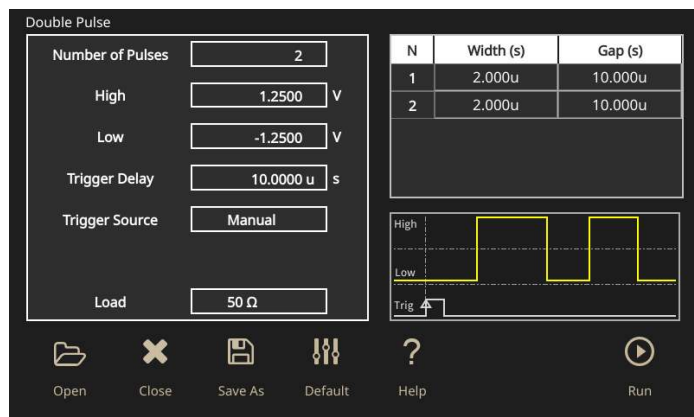 Double Pulse
Number of Pulses 2
High 1.2500 V
Low -1.2500 V
Trigger Delay 10.0000 u s
Trigger Source Manual
Load 50 Ω
N Width (s) Gap (s)
1 2.000u 10.000u
2 2.000u 10.000u
High
Low
Trig
Open Close Save As Default Help Run